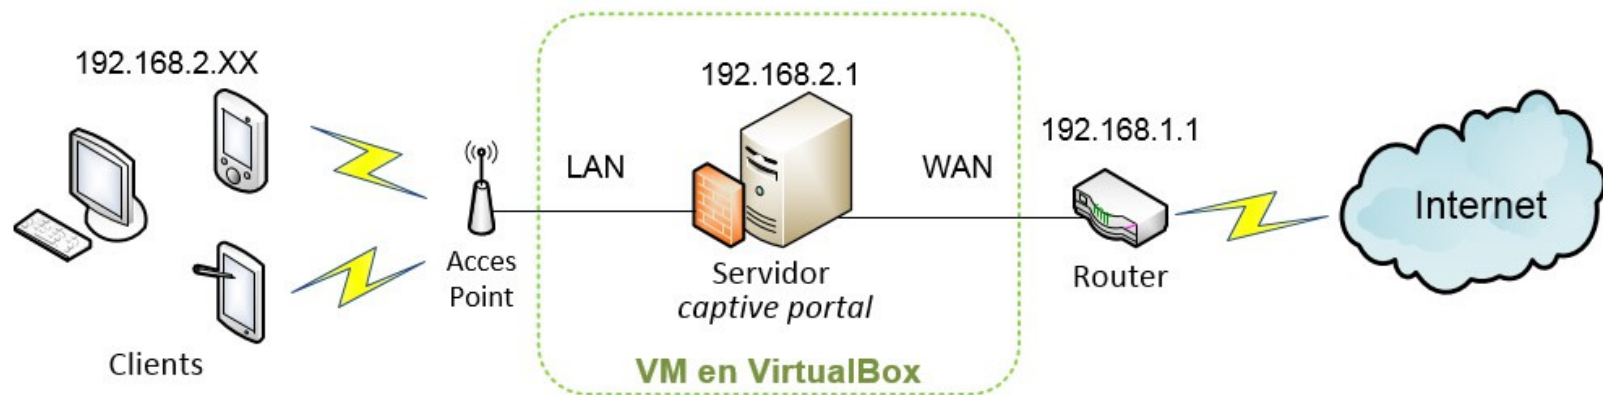 192.168.2.XX
Clients
Acces
Point
LAN
192.168.2.1
Servidor
captive portal
VM en VirtualBox
WAN
192.168.1.1
Router
Internet